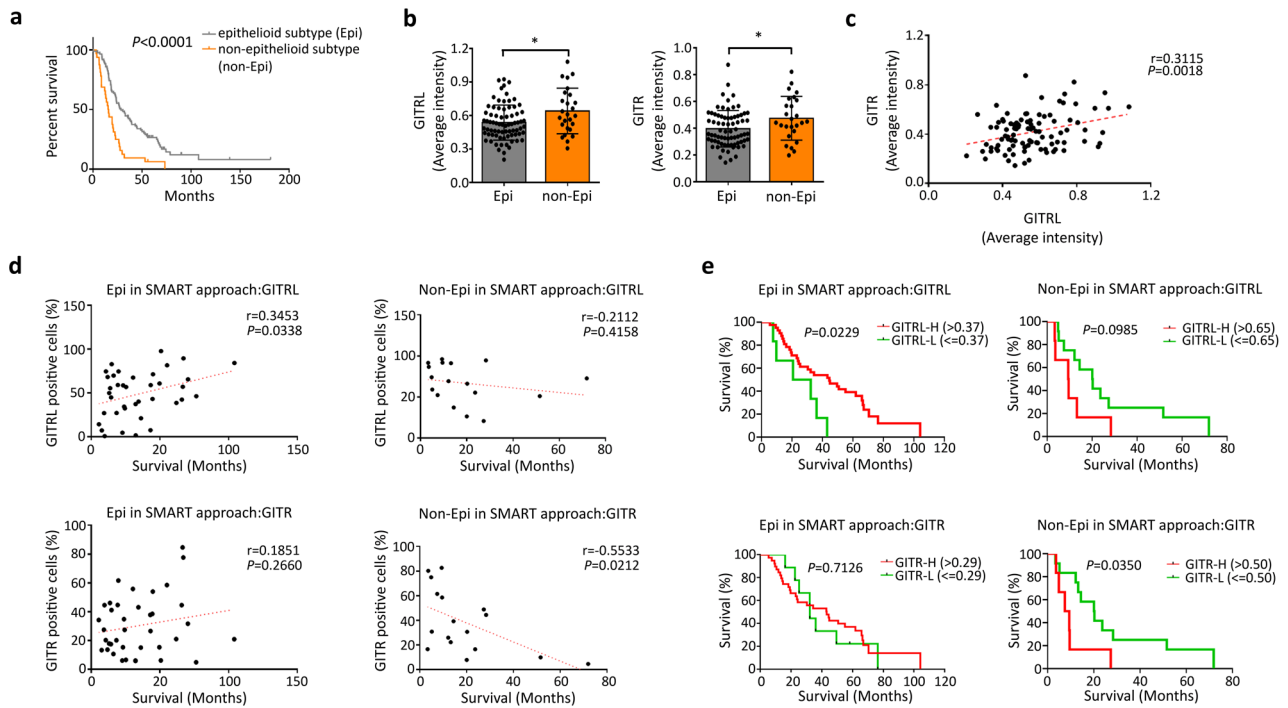 a
P<0.0001
epithelioid subtype (Epi)
non-epithelioid subtype
(non-Epi)
Percent survival
100
50
0
0 50 100 150 200
Months
b
GITRL
(Average intensity)
1.2
0.9
0.6
0.3
0.0
*
Epi non-Epi
GITR
(Average intensity)
1.0
0.8
0.6
0.4
0.2
0.0
*
Epi non-Epi
c
r=0.3115
P=0.0018
GITR
(Average intensity)
1.2
0.8
0.4
0.0
0.4 0.8 1.2
GITRL
(Average intensity)
d
Epi in SMART approach:GITRL
r=0.3453
P=0.0338
GITRL positive cells (%)
150
100
50
0
0 20 100 150
Survival (Months)
Non-Epi in SMART approach:GITRL
r=-0.2112
P=0.4158
GITRL positive cells (%)
150
100
20
150
0 20 40 60 80
Survival (Months)
Epi in SMART approach:GITR
r=0.1851
P=0.2660
GITR positive cells (%)
100
80
60
40
20
0
0 20 100 150
Survival (Months)
Non-Epi in SMART approach:GITR
r=-0.5533
P=0.0212
GITR positive cells (%)
100
80
60
40
20
0
0 20 40 60 80
Survival (Months)
e
Epi in SMART approach:GITRL
P=0.0229
GITRL-H (>0.37)
GITRL-L (<=0.37)
Survival (%)
100
80
60
40
20
0
0 20 40 60 80 100 120
Survival (Months)
Non-Epi in SMART approach:GITRL
P=0.0985
GITRL-H (>0.65)
GITRL-L (<=0.65)
Survival (%)
100
80
60
40
20
0
0 20 40 60 80
Survival (Months)
Epi in SMART approach:GITR
P=0.7126
GITR-H (>0.29)
GITR-L (<=0.29)
Survival (%)
100
80
60
40
20
0
0 20 40 60 80 100 120
Survival (Months)
Non-Epi in SMART approach:GITR
P=0.0350
GITR-H (>0.50)
GITR-L (<=0.50)
Survival (%)
100
80
60
40
20
0
0 20 40 60 80
Survival (Months)